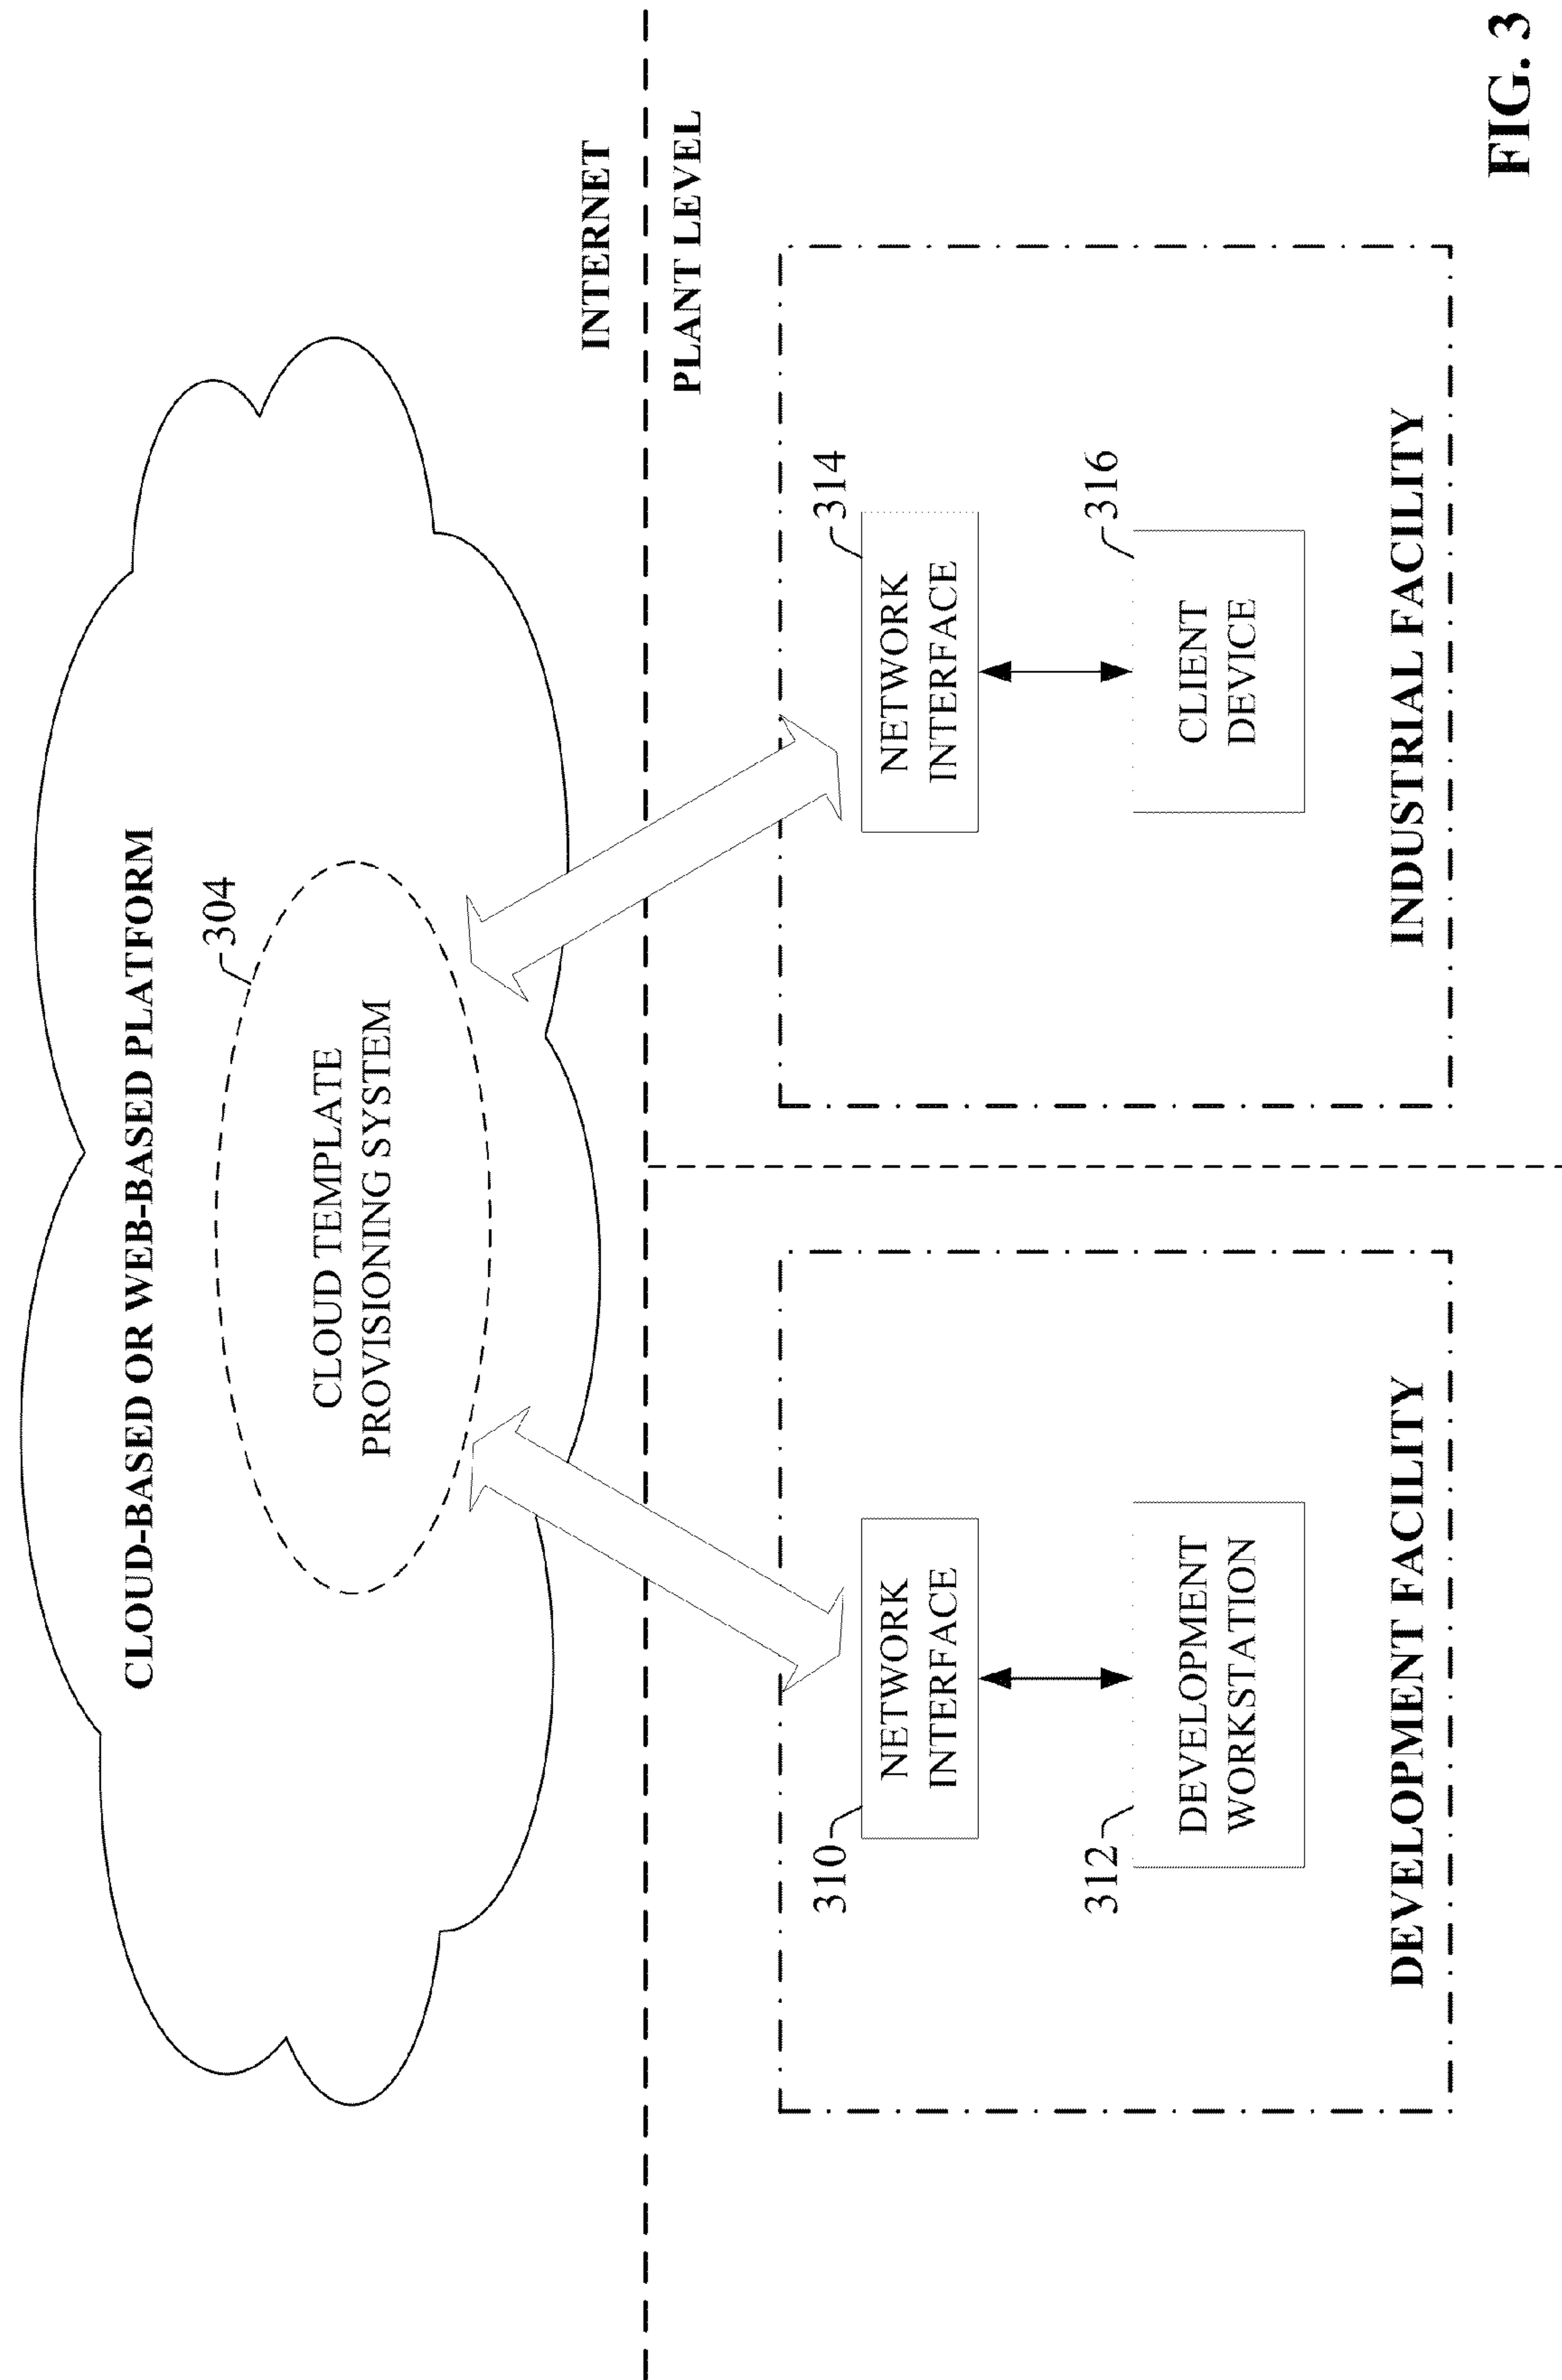 CLOUD-BASED OR WEB-BASED PLATFORM
304
CLOUD TEMPLATE
PROVISIONING SYSTEM
INTERNET
PLANT LEVEL
310
NETWORK
INTERFACE
312
DEVELOPMENT
WORKSTATION
DEVELOPMENT FACILITY
314
NETWORK
INTERFACE
316
CLIENT
DEVICE
INDUSTRIAL FACILITY
FIG. 3